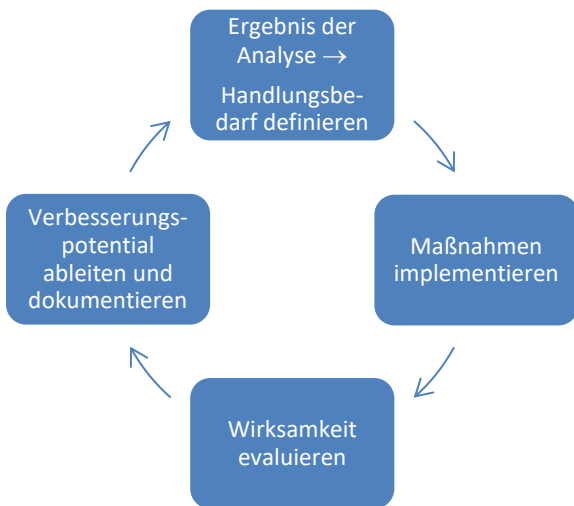 Ergebnis der
Analyse →
Handlungsbe-
darf definieren
Maßnahmen
implementieren
Wirksamkeit
evaluieren
Verbesserungs-
potential
ableiten und
dokumentieren